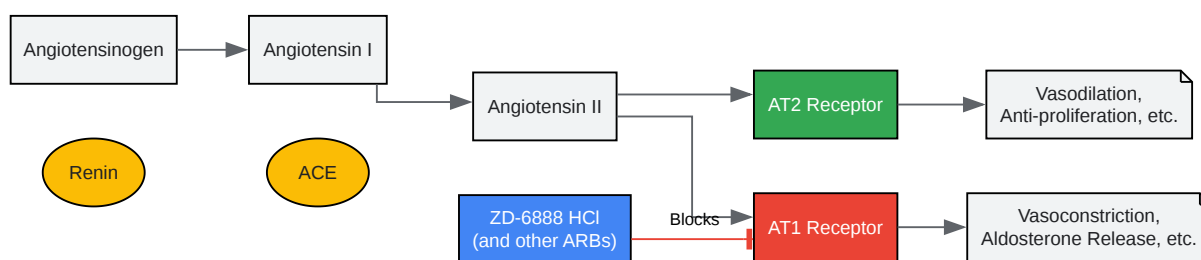 Angiotensinogen
Angiotensin I
Renin
ACE
Angiotensin II
AT2 Receptor
Vasodilation,
Anti-proliferation, etc.
ZD-6888 HCl
(and other ARBs)
Blocks
AT1 Receptor
Vasoconstriction,
Aldosterone Release, etc.